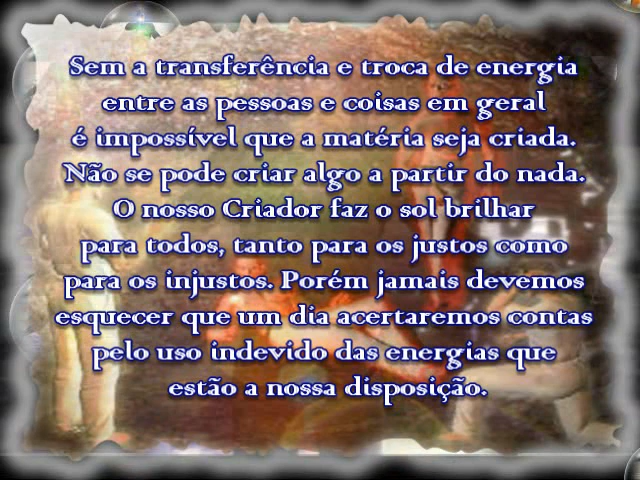 Sem a transferência e troca de energia
entre as pessoas e coisas em geral
é impossível que a matéria seja criada.
Não se pode criar algo a partir do nada.
O nosso Criador faz o sol brilhar
para todos, tanto para os justos como
para os injustos. Porém jamais devemos
esquecer que um dia acertaremos contas
pelo uso indevido das energias que
estão a nossa disposição.